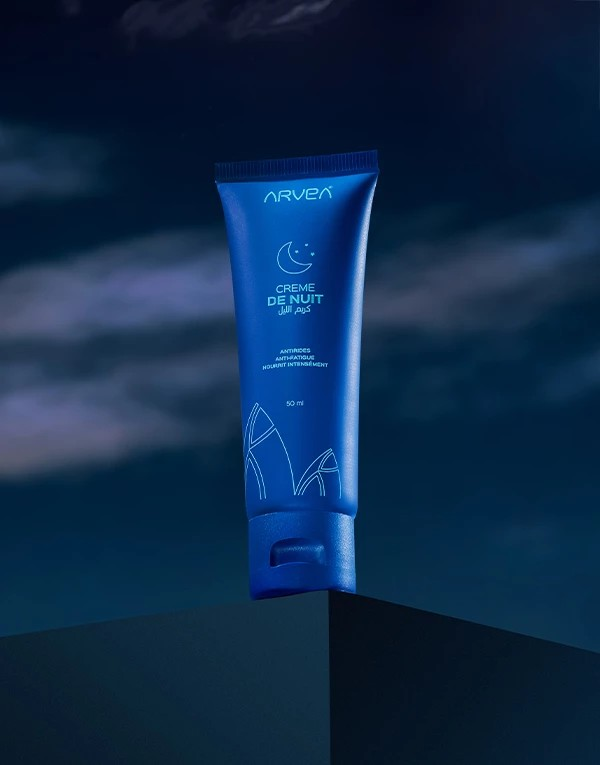 ARVEA
CREME
DE NUIT
كريم الليل
ANTIRIDES
ANTI-FATIGUE
NOURRIT INTENSÉMENT
50 ml